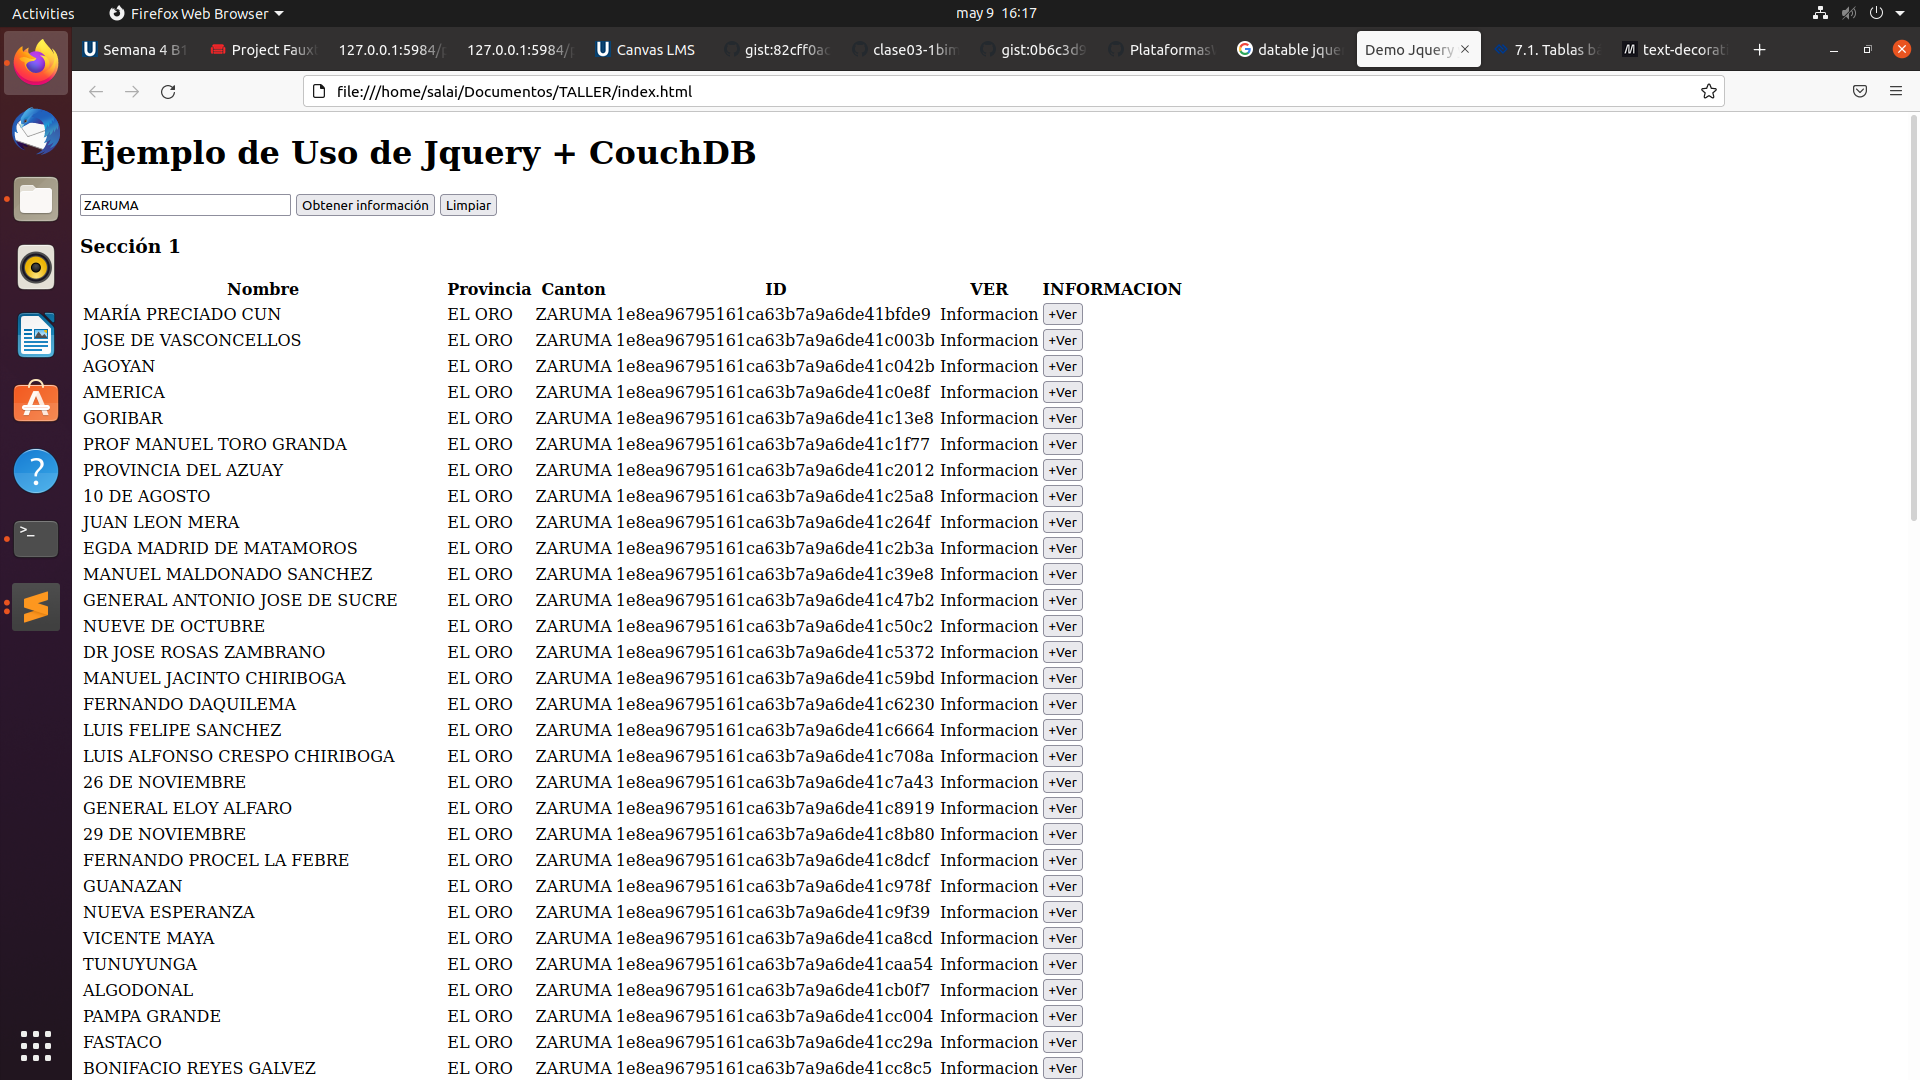 Activities Firefox Web Browser may 9 16:17
Semana 4 B1 Project Faux 127.0.0.1:5984/ 127.0.0.1:5984/ Canvas LMS gist:82cff0ac clase03-1bim gist:0b6c3d9 Plataformas datable jque Demo Jquery 7.1. Tablas bá text-decorat
file:///home/salai/Documentos/TALLER/index.html
Ejemplo de Uso de Jquery + CouchDB
ZARUMA Obtener información Limpiar
Sección 1
Nombre Provincia Canton ID VER INFORMACION
MARÍA PRECIADO CUN EL ORO ZARUMA 1e8ea96795161ca63b7a9a6de41bfde9 Informacion +Ver
JOSE DE VASCONCELLOS EL ORO ZARUMA 1e8ea96795161ca63b7a9a6de41c003b Informacion +Ver
AGOYAN EL ORO ZARUMA 1e8ea96795161ca63b7a9a6de41c042b Informacion +Ver
AMERICA EL ORO ZARUMA 1e8ea96795161ca63b7a9a6de41c0e8f Informacion +Ver
GORIBAR EL ORO ZARUMA 1e8ea96795161ca63b7a9a6de41c13e8 Informacion +Ver
PROF MANUEL TORO GRANDA EL ORO ZARUMA 1e8ea96795161ca63b7a9a6de41c1f77 Informacion +Ver
PROVINCIA DEL AZUAY EL ORO ZARUMA 1e8ea96795161ca63b7a9a6de41c2012 Informacion +Ver
10 DE AGOSTO EL ORO ZARUMA 1e8ea96795161ca63b7a9a6de41c25a8 Informacion +Ver
JUAN LEON MERA EL ORO ZARUMA 1e8ea96795161ca63b7a9a6de41c264f Informacion +Ver
EGDA MADRID DE MATAMOROS EL ORO ZARUMA 1e8ea96795161ca63b7a9a6de41c2b3a Informacion +Ver
MANUEL MALDONADO SANCHEZ EL ORO ZARUMA 1e8ea96795161ca63b7a9a6de41c39e8 Informacion +Ver
GENERAL ANTONIO JOSE DE SUCRE EL ORO ZARUMA 1e8ea96795161ca63b7a9a6de41c47b2 Informacion +Ver
NUEVE DE OCTUBRE EL ORO ZARUMA 1e8ea96795161ca63b7a9a6de41c50c2 Informacion +Ver
DR JOSE ROSAS ZAMBRANO EL ORO ZARUMA 1e8ea96795161ca63b7a9a6de41c5372 Informacion +Ver
MANUEL JACINTO CHIRIBOGA EL ORO ZARUMA 1e8ea96795161ca63b7a9a6de41c59bd Informacion +Ver
FERNANDO DAQUILEMA EL ORO ZARUMA 1e8ea96795161ca63b7a9a6de41c6230 Informacion +Ver
LUIS FELIPE SANCHEZ EL ORO ZARUMA 1e8ea96795161ca63b7a9a6de41c6664 Informacion +Ver
LUIS ALFONSO CRESPO CHIRIBOGA EL ORO ZARUMA 1e8ea96795161ca63b7a9a6de41c708a Informacion +Ver
26 DE NOVIEMBRE EL ORO ZARUMA 1e8ea96795161ca63b7a9a6de41c7a43 Informacion +Ver
GENERAL ELOY ALFARO EL ORO ZARUMA 1e8ea96795161ca63b7a9a6de41c8919 Informacion +Ver
29 DE NOVIEMBRE EL ORO ZARUMA 1e8ea96795161ca63b7a9a6de41c8b80 Informacion +Ver
FERNANDO PROCEL LA FEBRE EL ORO ZARUMA 1e8ea96795161ca63b7a9a6de41c8dcf Informacion +Ver
GUANAZAN EL ORO ZARUMA 1e8ea96795161ca63b7a9a6de41c978f Informacion +Ver
NUEVA ESPERANZA EL ORO ZARUMA 1e8ea96795161ca63b7a9a6de41c9f39 Informacion +Ver
VICENTE MAYA EL ORO ZARUMA 1e8ea96795161ca63b7a9a6de41ca8cd Informacion +Ver
TUNUYUNGA EL ORO ZARUMA 1e8ea96795161ca63b7a9a6de41caa54 Informacion +Ver
ALGODONAL EL ORO ZARUMA 1e8ea96795161ca63b7a9a6de41cb0f7 Informacion +Ver
PAMPA GRANDE EL ORO ZARUMA 1e8ea96795161ca63b7a9a6de41cc004 Informacion +Ver
FASTACO EL ORO ZARUMA 1e8ea96795161ca63b7a9a6de41cc29a Informacion +Ver
BONIFACIO REYES GALVEZ EL ORO ZARUMA 1e8ea96795161ca63b7a9a6de41cc8c5 Informacion +Ver